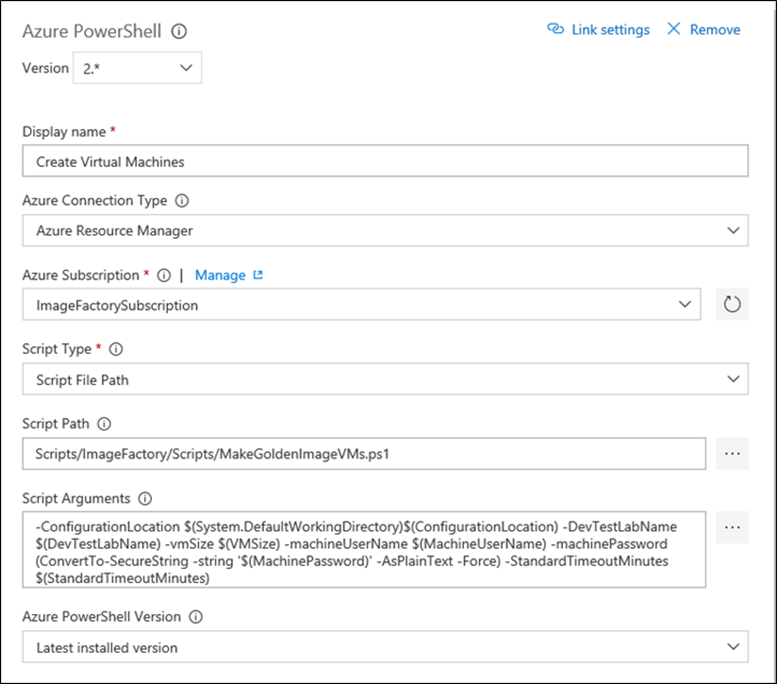 Azure PowerShell
Link settings
Remove
Version
2.*
Display name *
Create Virtual Machines
Azure Connection Type
Azure Resource Manager
Azure Subscription * | Manage
ImageFactorySubscription
Script Type *
Script File Path
Script Path
Scripts/ImageFactory/Scripts/MakeGoldenImageVMs.ps1
...
Script Arguments
-ConfigurationLocation $(System.DefaultWorkingDirectory)$(ConfigurationLocation) -DevTestLabName
$(DevTestLabName) -vmSize $(VMSize) -machineUserName $(MachineUserName) -machinePassword
(ConvertTo-SecureString -string '$(MachinePassword)' -AsPlainText -Force) -StandardTimeoutMinutes
$(StandardTimeoutMinutes)
...
Azure PowerShell Version
Latest installed version